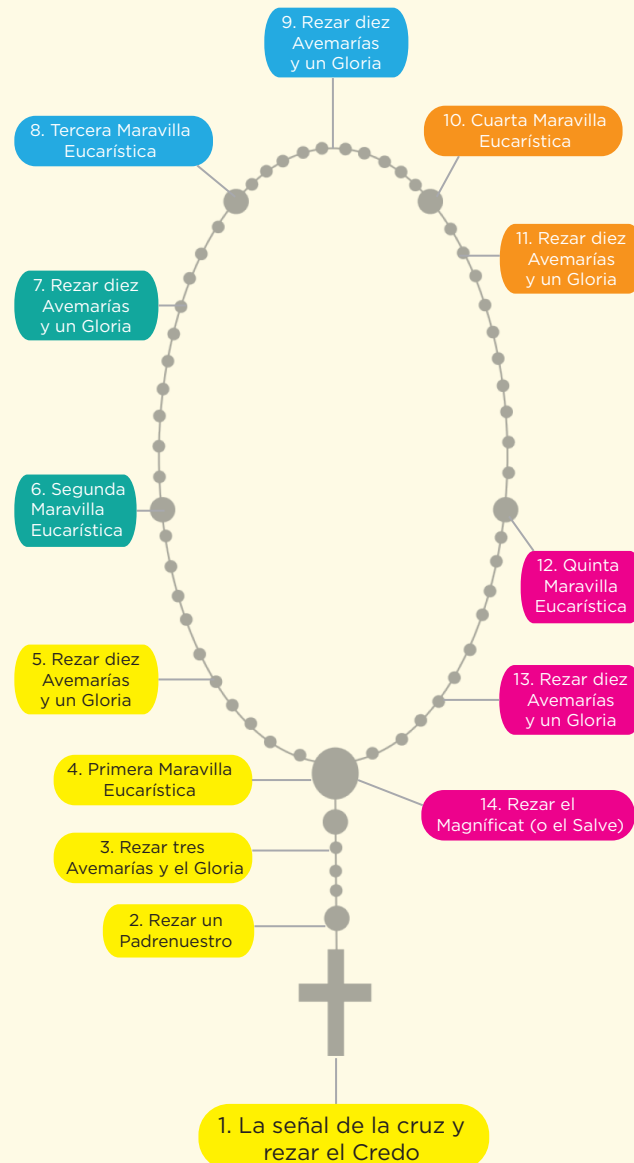 9. Rezar diez
Avemarías
y un Gloria
8. Tercera Maravilla
Eucarística
10. Cuarta Maravilla
Eucarística
11. Rezar diez
Avemarías
y un Gloria
7. Rezar diez
Avemarías
y un Gloria
6. Segunda
Maravilla
Eucarística
12. Quinta
Maravilla
Eucarística
5. Rezar diez
Avemarías
y un Gloria
13. Rezar diez
Avemarías
y un Gloria
4. Primera Maravilla
Eucarística
14. Rezar el
Magníficat (o el Salve)
3. Rezar tres
Avemarías y el Gloria
2. Rezar un
Padrenuestro
1. La señal de la cruz y
rezar el Credo